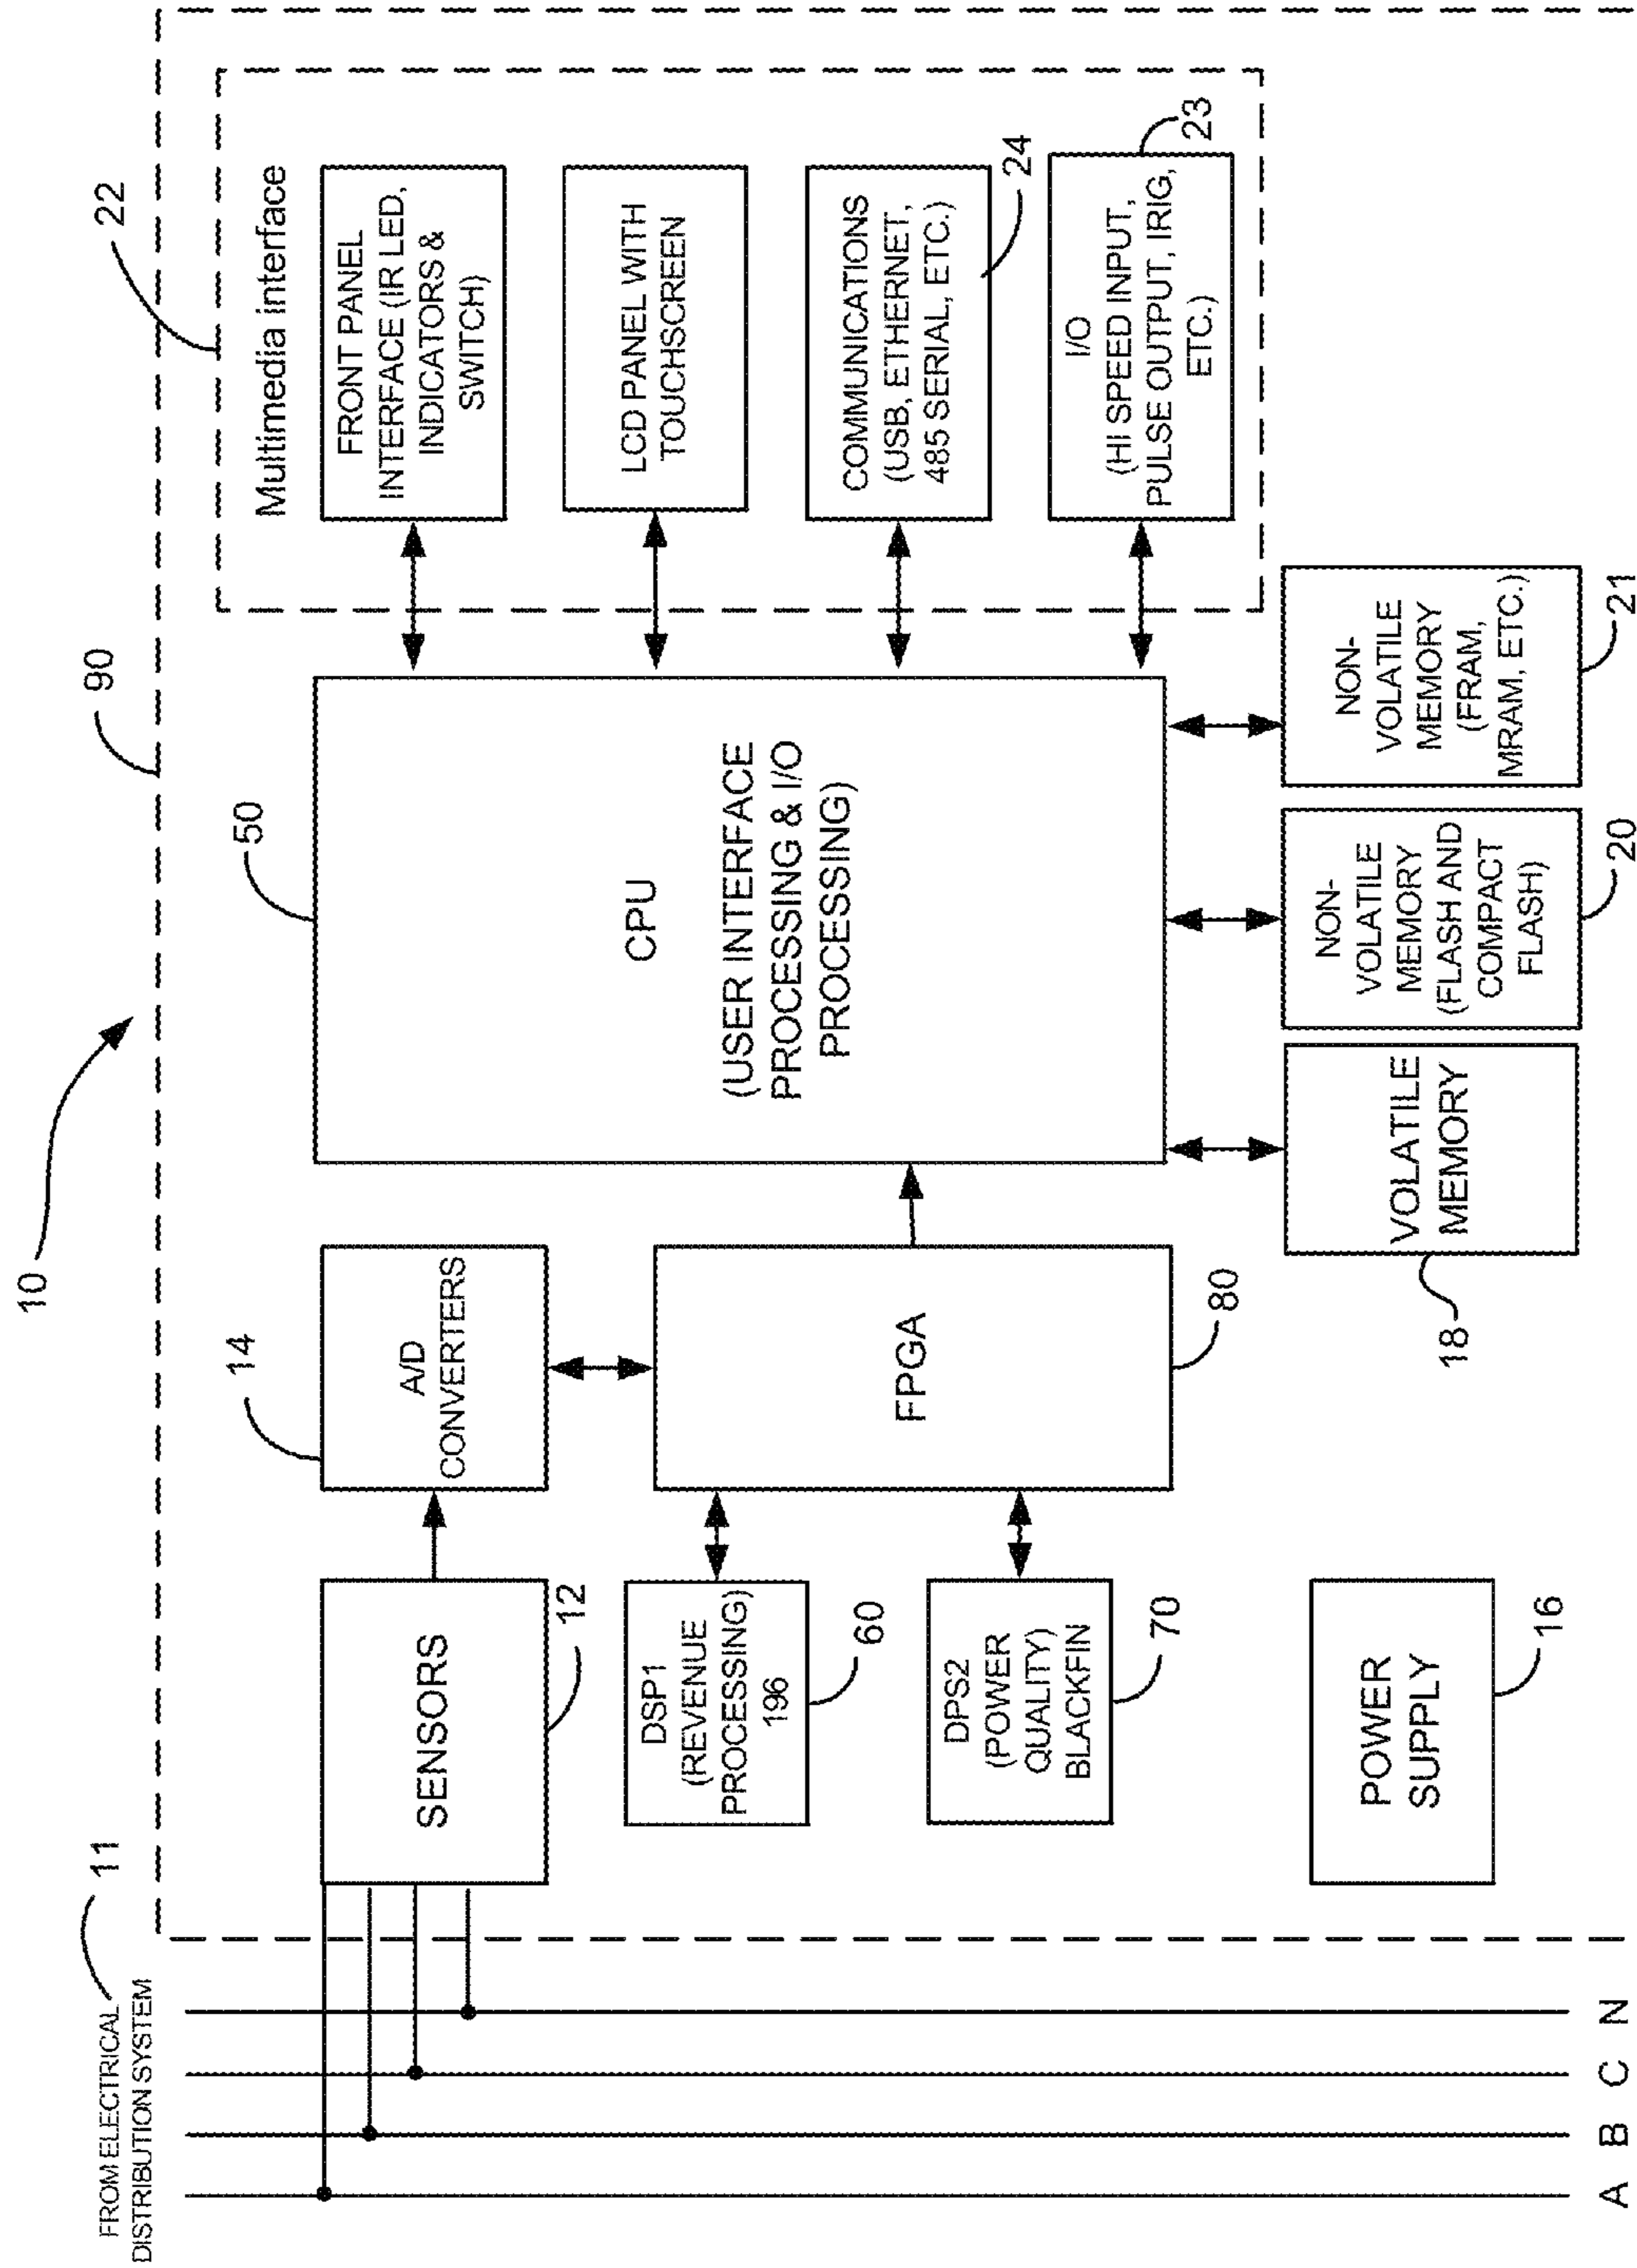 10
90
22
FROM ELECTRICAL
DISTRIBUTION SYSTEM
11
A
B
C
N
SENSORS
12
14
A/D
CONVERTERS
DSP1
(REVENUE
PROCESSING)
196
60
DPS2
(POWER
QUALITY)
BLACKFIN
70
FPGA
80
POWER
SUPPLY
16
50
CPU
(USER INTERFACE
PROCESSING & I/O
PROCESSING)
VOLATILE
MEMORY
18
NON-
VOLATILE
MEMORY
(FLASH AND
COMPACT
FLASH)
20
NON-
VOLATILE
MEMORY
(FRAM,
MRAM, ETC.)
21
Multimedia interface
FRONT PANEL
INTERFACE (IR LED,
INDICATORS &
SWITCH)
LCD PANEL WITH
TOUCHSCREEN
COMMUNICATIONS
(USB, ETHERNET,
485 SERIAL, ETC.)
24
I/O
(HI SPEED INPUT,
PULSE OUTPUT, IRIG,
ETC.)
23